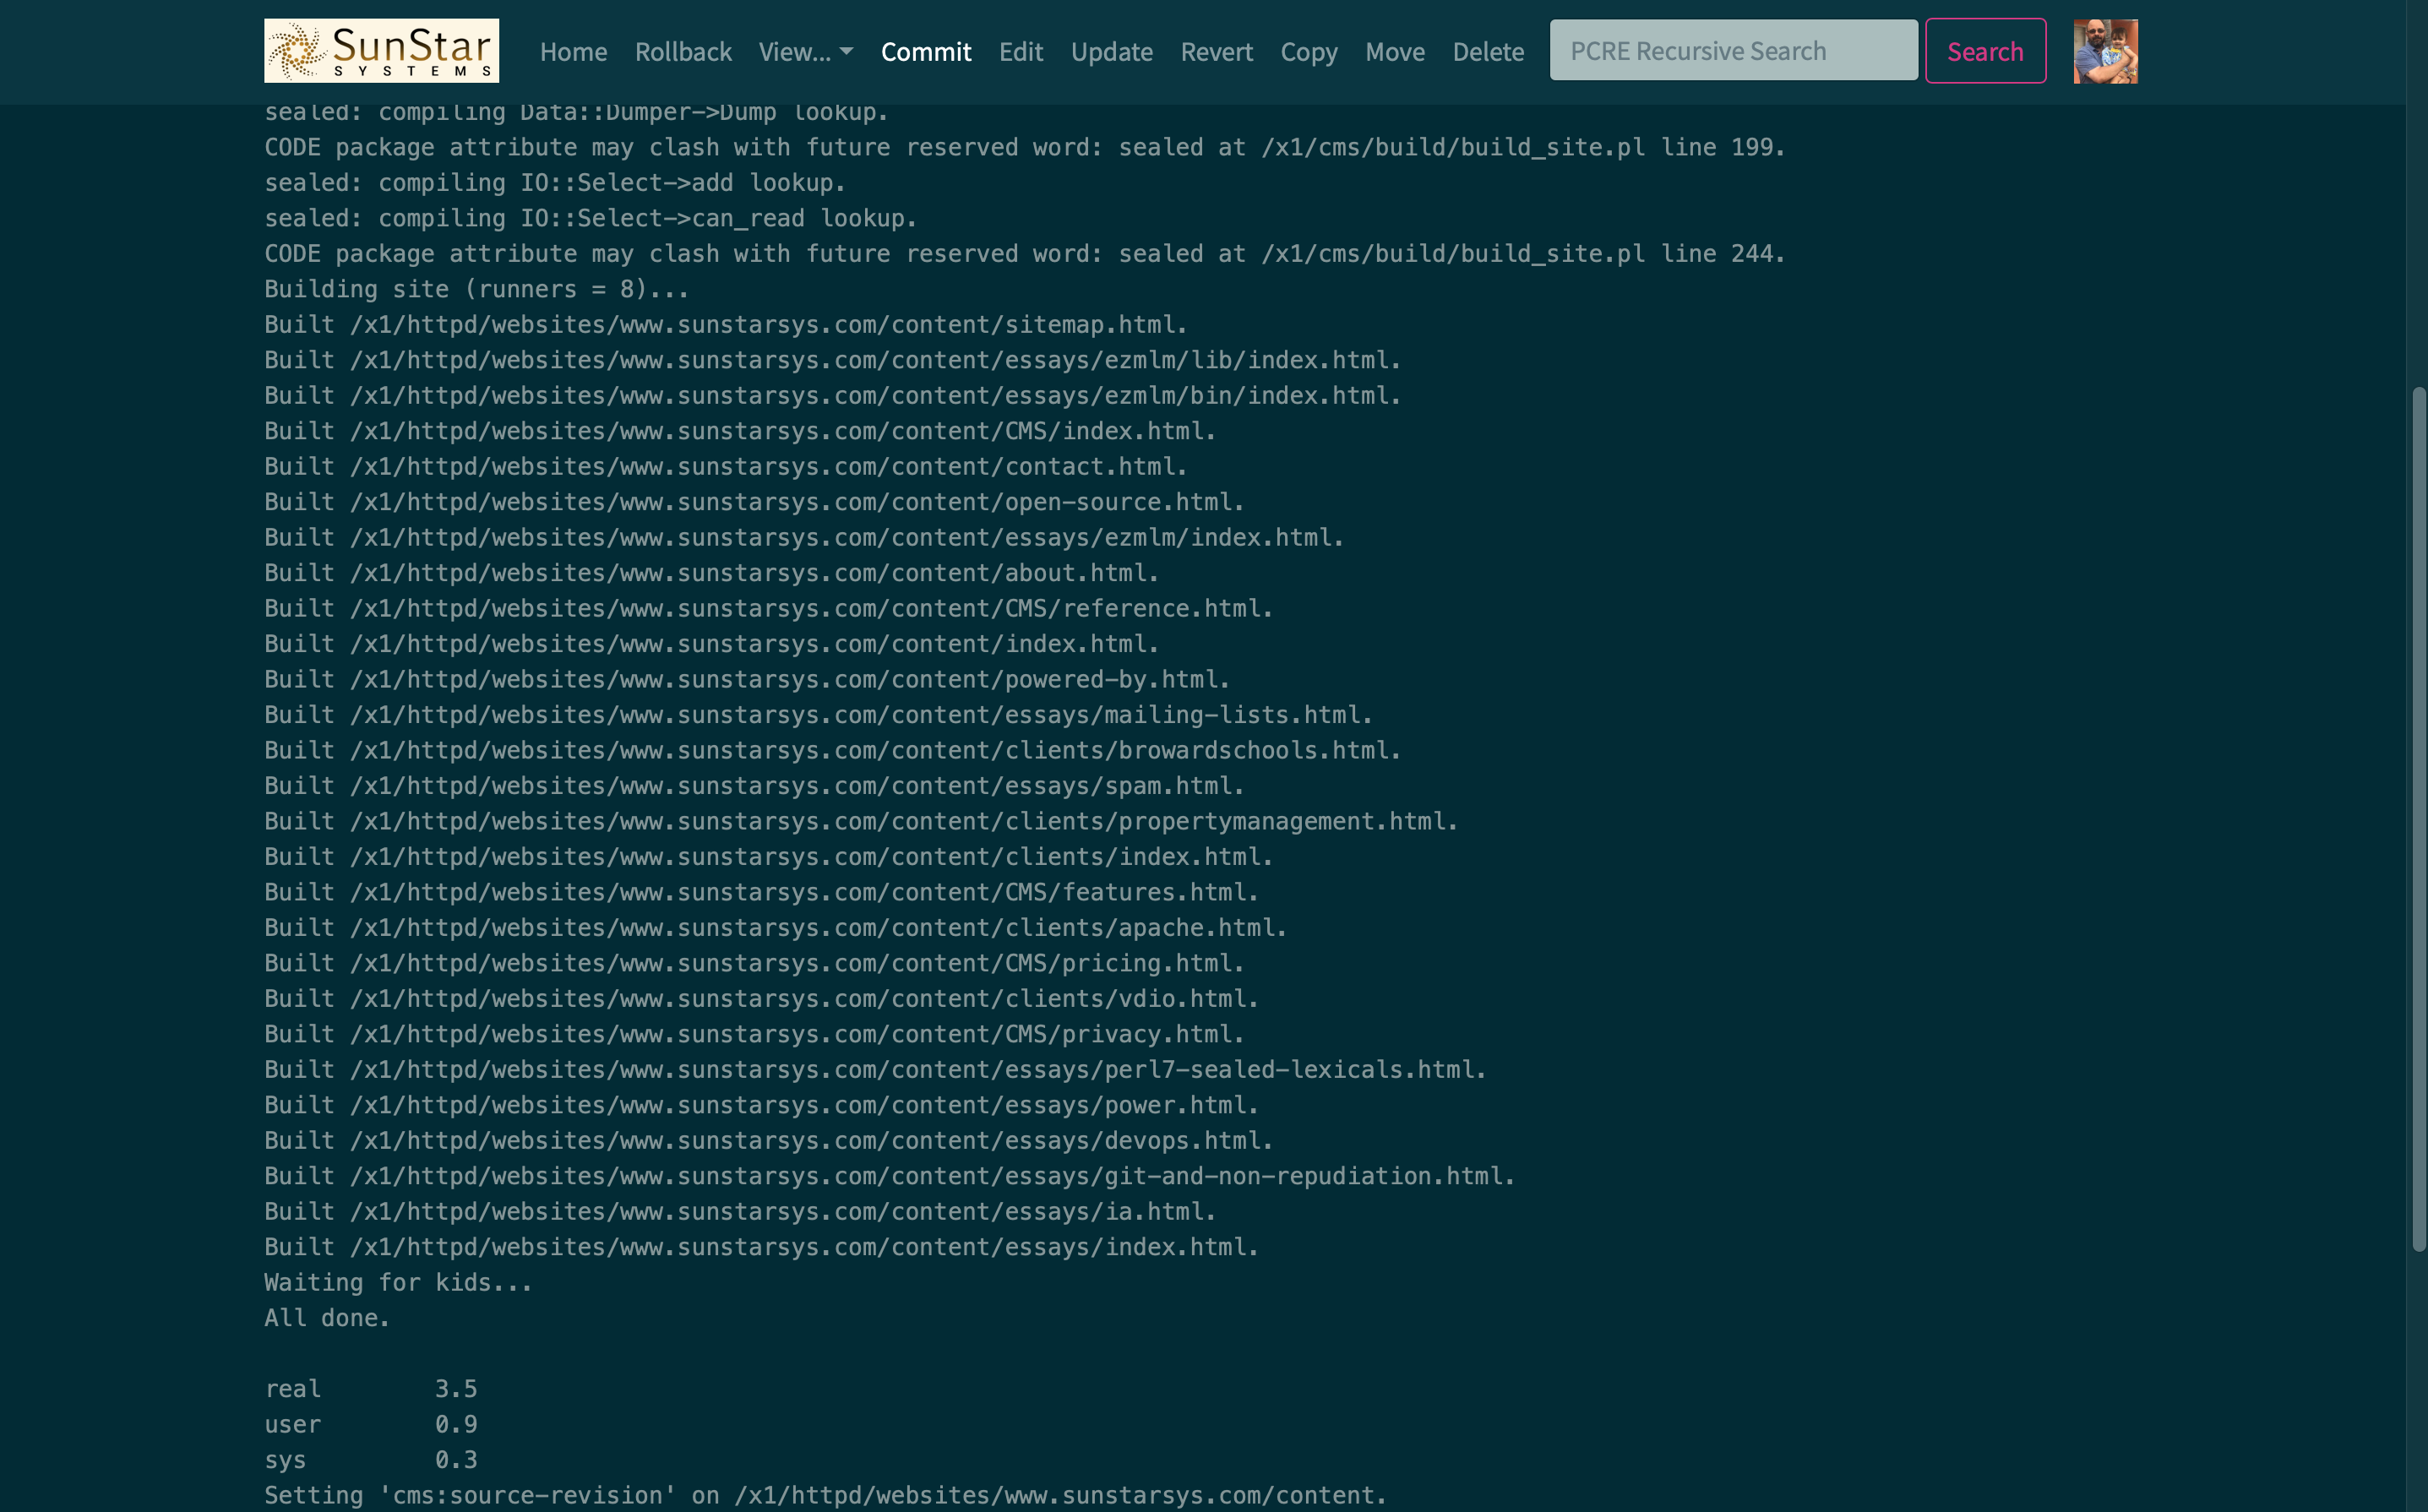 SunStar
SYSTEMS
Home Rollback View... Commit Edit Update Revert Copy Move Delete PCRE Recursive Search Search
sealed: compiling Data::Dumper->Dump lookup.
CODE package attribute may clash with future reserved word: sealed at /x1/cms/build/build_site.pl line 199.
sealed: compiling IO::Select->add lookup.
sealed: compiling IO::Select->can_read lookup.
CODE package attribute may clash with future reserved word: sealed at /x1/cms/build/build_site.pl line 244.
Building site (runners = 8)...
Built /x1/httpd/websites/www.sunstarsys.com/content/sitemap.html.
Built /x1/httpd/websites/www.sunstarsys.com/content/essays/ezmlm/lib/index.html.
Built /x1/httpd/websites/www.sunstarsys.com/content/essays/ezmlm/bin/index.html.
Built /x1/httpd/websites/www.sunstarsys.com/content/CMS/index.html.
Built /x1/httpd/websites/www.sunstarsys.com/content/contact.html.
Built /x1/httpd/websites/www.sunstarsys.com/content/open-source.html.
Built /x1/httpd/websites/www.sunstarsys.com/content/essays/ezmlm/index.html.
Built /x1/httpd/websites/www.sunstarsys.com/content/about.html.
Built /x1/httpd/websites/www.sunstarsys.com/content/CMS/reference.html.
Built /x1/httpd/websites/www.sunstarsys.com/content/index.html.
Built /x1/httpd/websites/www.sunstarsys.com/content/powered-by.html.
Built /x1/httpd/websites/www.sunstarsys.com/content/essays/mailing-lists.html.
Built /x1/httpd/websites/www.sunstarsys.com/content/clients/browardschools.html.
Built /x1/httpd/websites/www.sunstarsys.com/content/essays/spam.html.
Built /x1/httpd/websites/www.sunstarsys.com/content/clients/propertymanagement.html.
Built /x1/httpd/websites/www.sunstarsys.com/content/clients/index.html.
Built /x1/httpd/websites/www.sunstarsys.com/content/CMS/features.html.
Built /x1/httpd/websites/www.sunstarsys.com/content/clients/apache.html.
Built /x1/httpd/websites/www.sunstarsys.com/content/CMS/pricing.html.
Built /x1/httpd/websites/www.sunstarsys.com/content/clients/vdio.html.
Built /x1/httpd/websites/www.sunstarsys.com/content/CMS/privacy.html.
Built /x1/httpd/websites/www.sunstarsys.com/content/essays/perl7-sealed-lexicals.html.
Built /x1/httpd/websites/www.sunstarsys.com/content/essays/power.html.
Built /x1/httpd/websites/www.sunstarsys.com/content/essays/devops.html.
Built /x1/httpd/websites/www.sunstarsys.com/content/essays/git-and-non-repudiation.html.
Built /x1/httpd/websites/www.sunstarsys.com/content/essays/ia.html.
Built /x1/httpd/websites/www.sunstarsys.com/content/essays/index.html.
Waiting for kids...
All done.
real 3.5
user 0.9
sys 0.3
Setting 'cms:source-revision' on /x1/httpd/websites/www.sunstarsys.com/content.